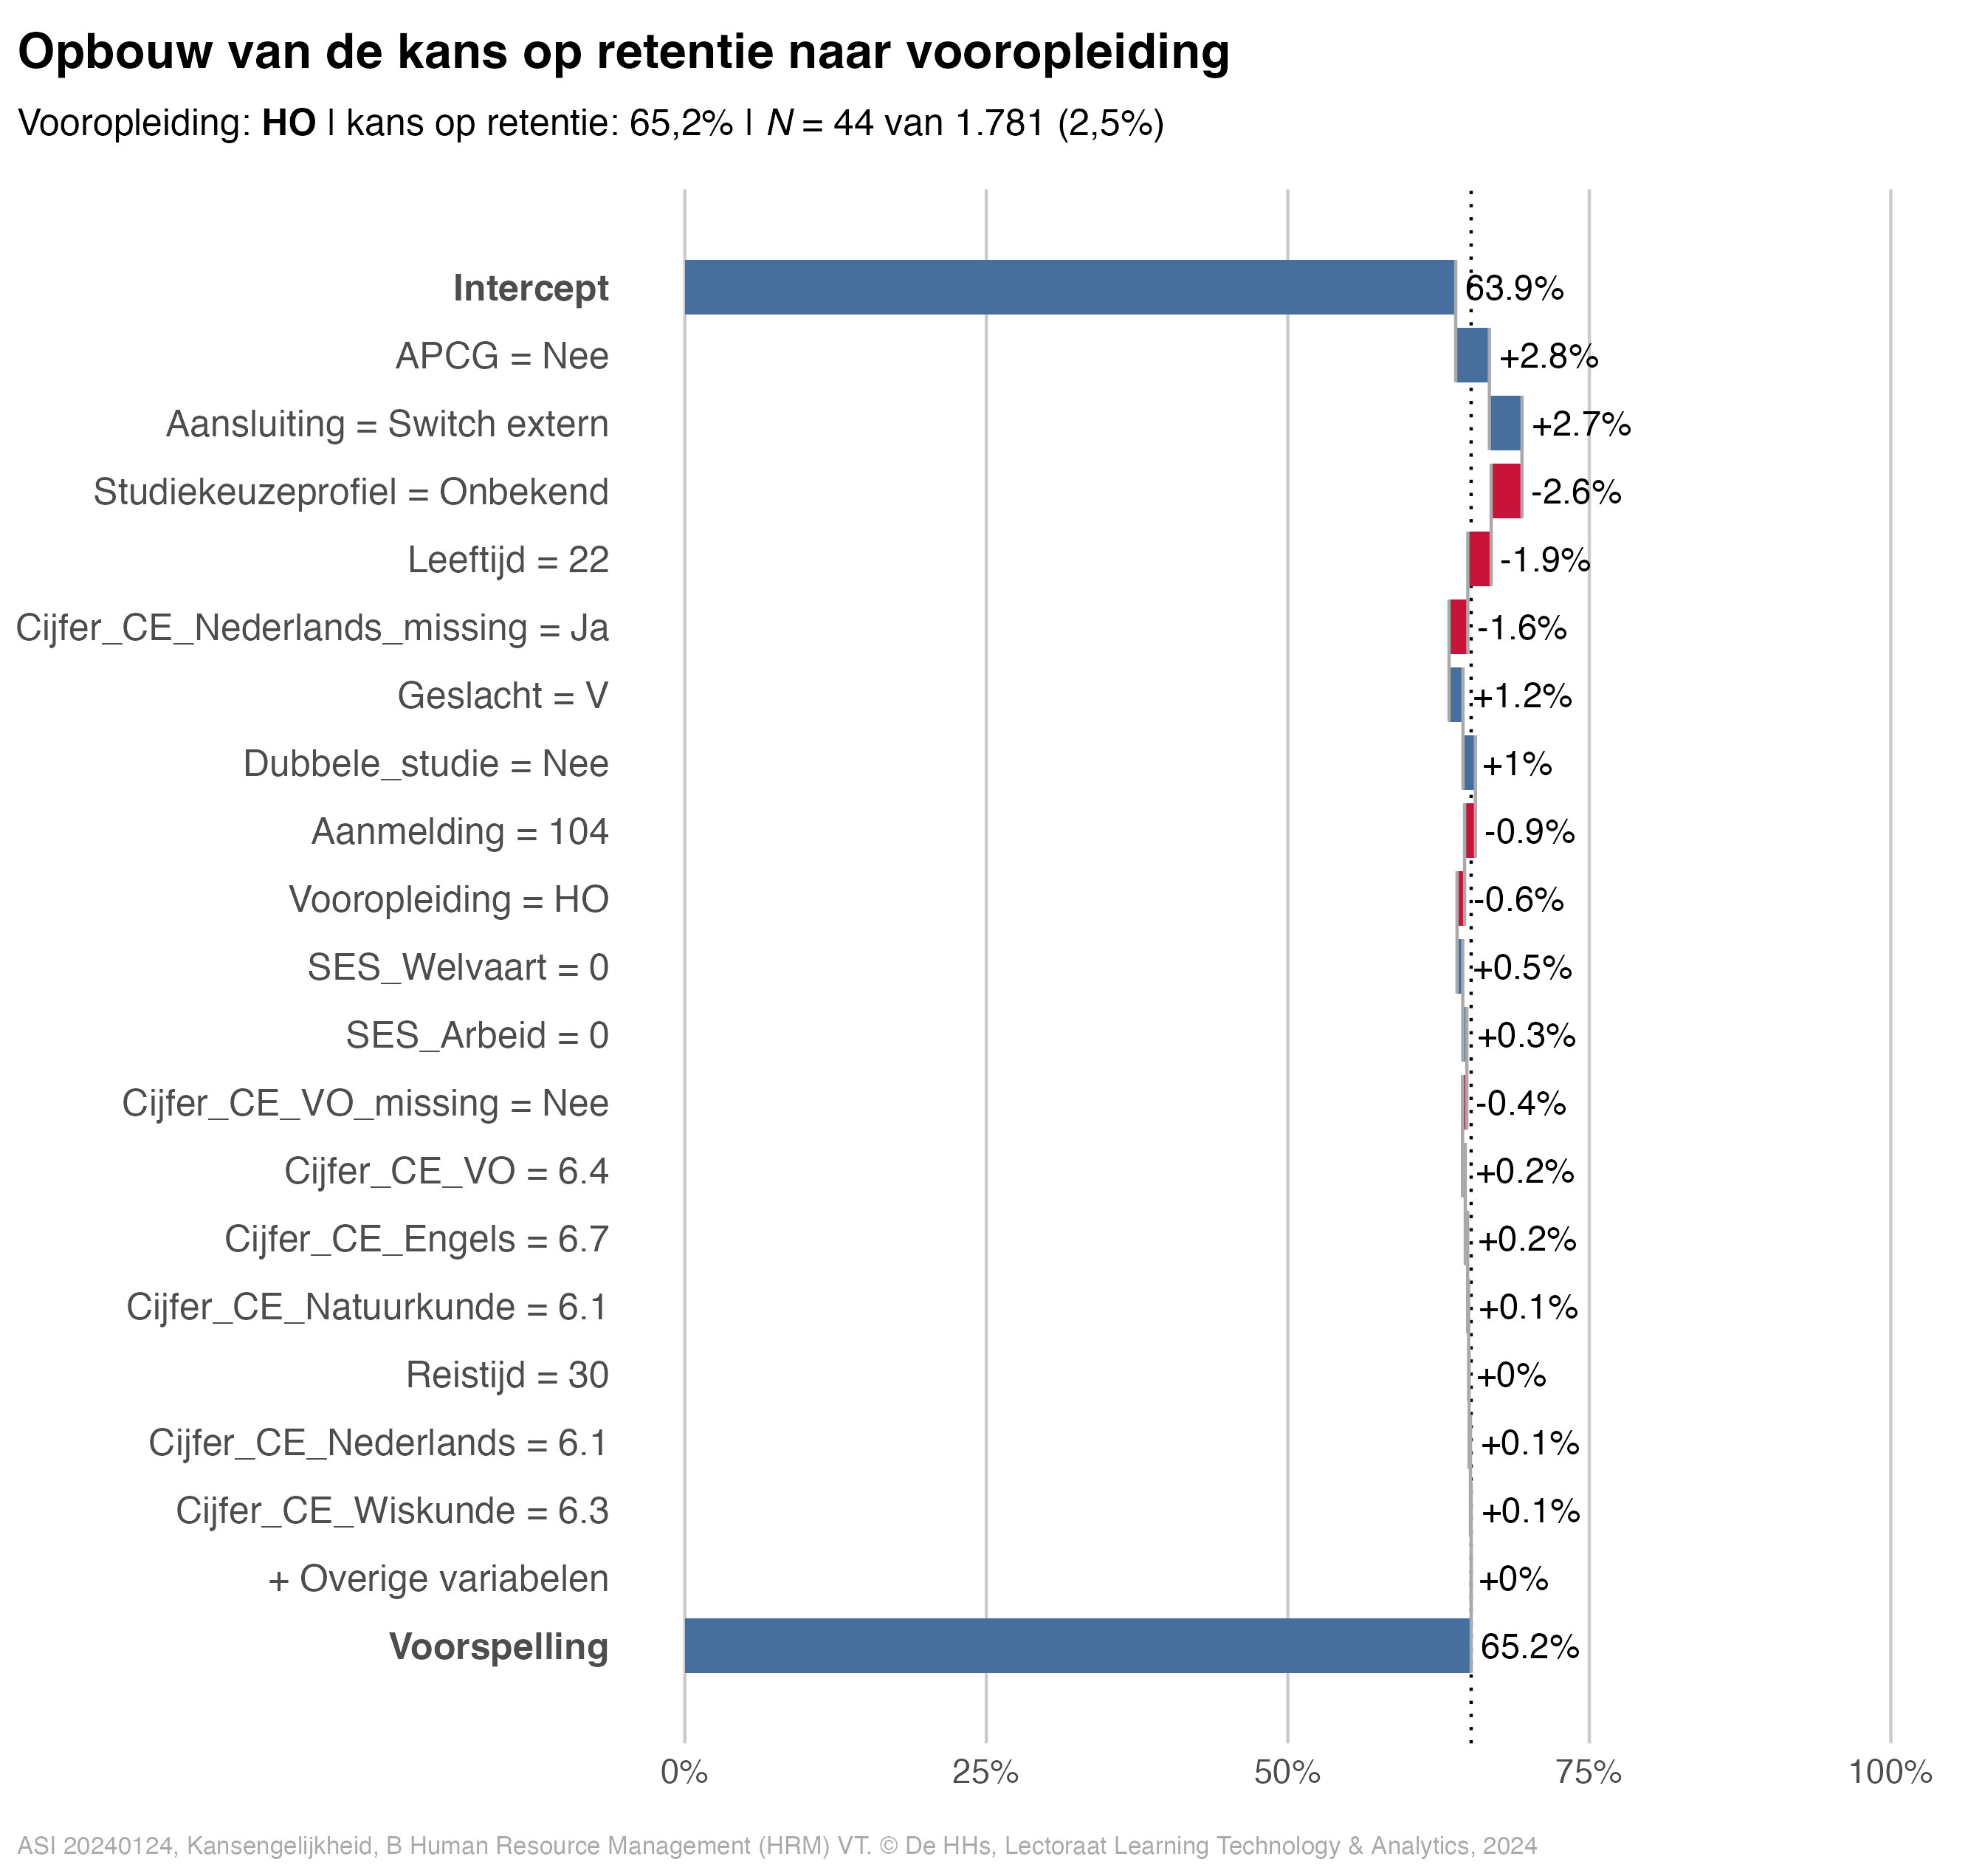 Opbouw van de kans op retentie naar vooropleiding
Vooropleiding: HO | kans op retentie: 65,2% | N = 44 van 1.781 (2,5%)
Intercept 63.9%
APCG = Nee +2.8%
Aansluiting = Switch extern +2.7%
Studiekeuzeprofiel = Onbekend -2.6%
Leeftijd = 22 -1.9%
Cijfer_CE_Nederlands_missing = Ja -1.6%
Geslacht = V +1.2%
Dubbele_studie = Nee +1%
Aanmelding = 104 -0.9%
Vooropleiding = HO -0.6%
SES_Welvaart = 0 +0.5%
SES_Arbeid = 0 +0.3%
Cijfer_CE_VO_missing = Nee -0.4%
Cijfer_CE_VO = 6.4 +0.2%
Cijfer_CE_Engels = 6.7 +0.2%
Cijfer_CE_Natuurkunde = 6.1 +0.1%
Reistijd = 30 +0%
Cijfer_CE_Nederlands = 6.1 +0.1%
Cijfer_CE_Wiskunde = 6.3 +0.1%
+ Overige variabelen +0%
Voorspelling 65.2%
0% 25% 50% 75% 100%
ASI 20240124, Kansengelijkheid, B Human Resource Management (HRM) VT. © De HHs, Lectoraat Learning Technology & Analytics, 2024